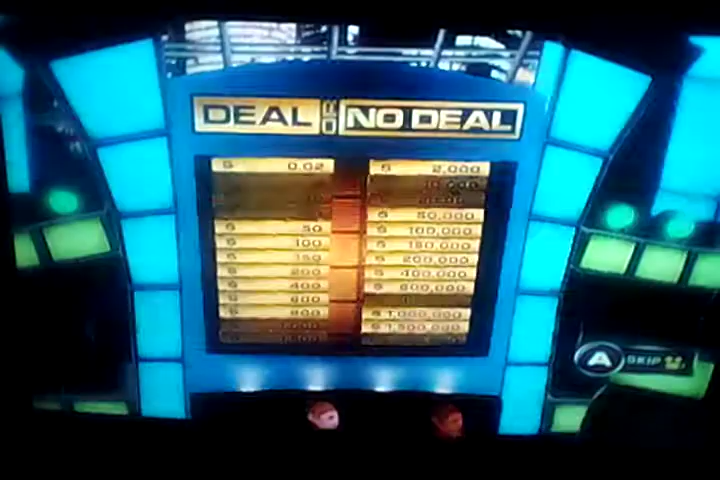 DEAL OR NO DEAL
$ 0.02 $ 2,000
$ 50,000
$ 50 $ 100,000
$ 100 $ 150,000
$ 150 $ 200,000
$ 200 $ 400,000
$ 400 $ 600,000
$ 600
$ 800 $ 1,000,000
$ 1,500,000
A SKIP